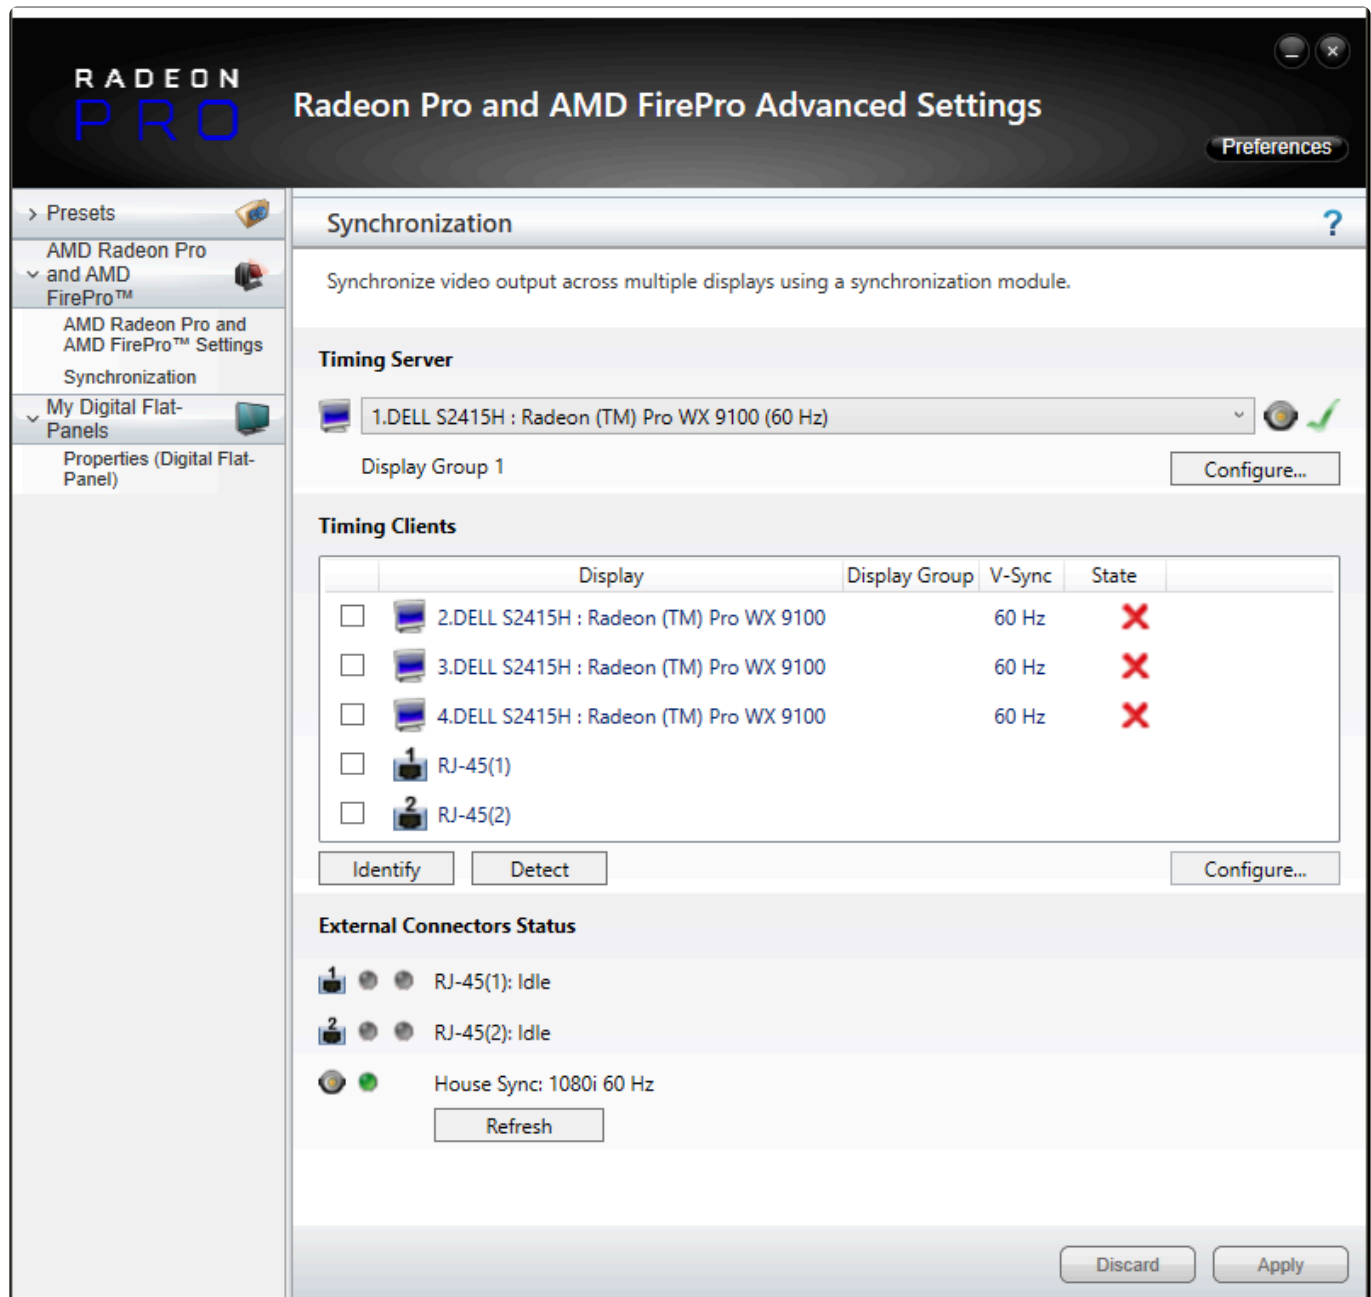 RADEON
PRO
Radeon Pro and AMD FirePro Advanced Settings
Preferences
Presets
AMD Radeon Pro
and AMD
FirePro™
AMD Radeon Pro and
AMD FirePro™ Settings
Synchronization
My Digital Flat-
Panels
Properties (Digital Flat-
Panel)
Synchronization
?
Synchronize video output across multiple displays using a synchronization module.
Timing Server
1.DELL S2415H : Radeon (TM) Pro WX 9100 (60 Hz)
Display Group 1
Configure...
Timing Clients
Display Display Group V-Sync State
2.DELL S2415H : Radeon (TM) Pro WX 9100 60 Hz
3.DELL S2415H : Radeon (TM) Pro WX 9100 60 Hz
4.DELL S2415H : Radeon (TM) Pro WX 9100 60 Hz
1 RJ-45(1)
2 RJ-45(2)
Identify Detect Configure...
External Connectors Status
1 RJ-45(1): Idle
2 RJ-45(2): Idle
House Sync: 1080i 60 Hz
Refresh
Discard Apply